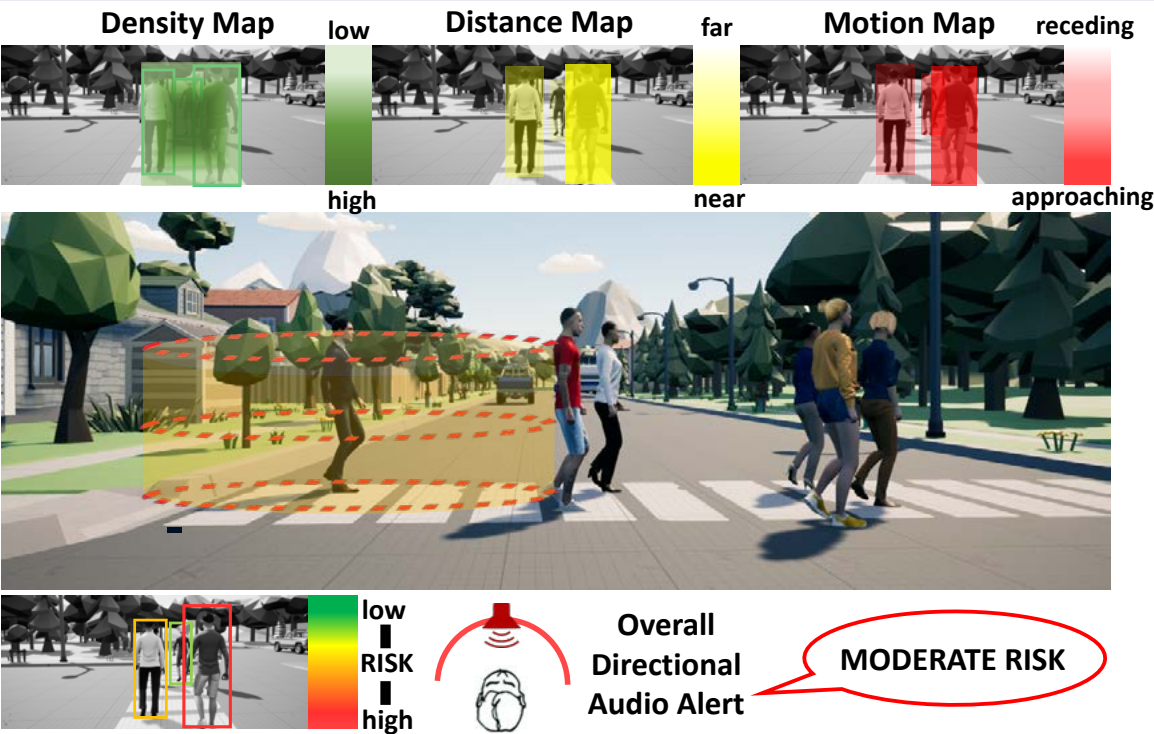 Density Map
low
high
Distance Map
far
near
Motion Map
receding
approaching
low
RISK
high
Overall
Directional
Audio Alert
MODERATE RISK